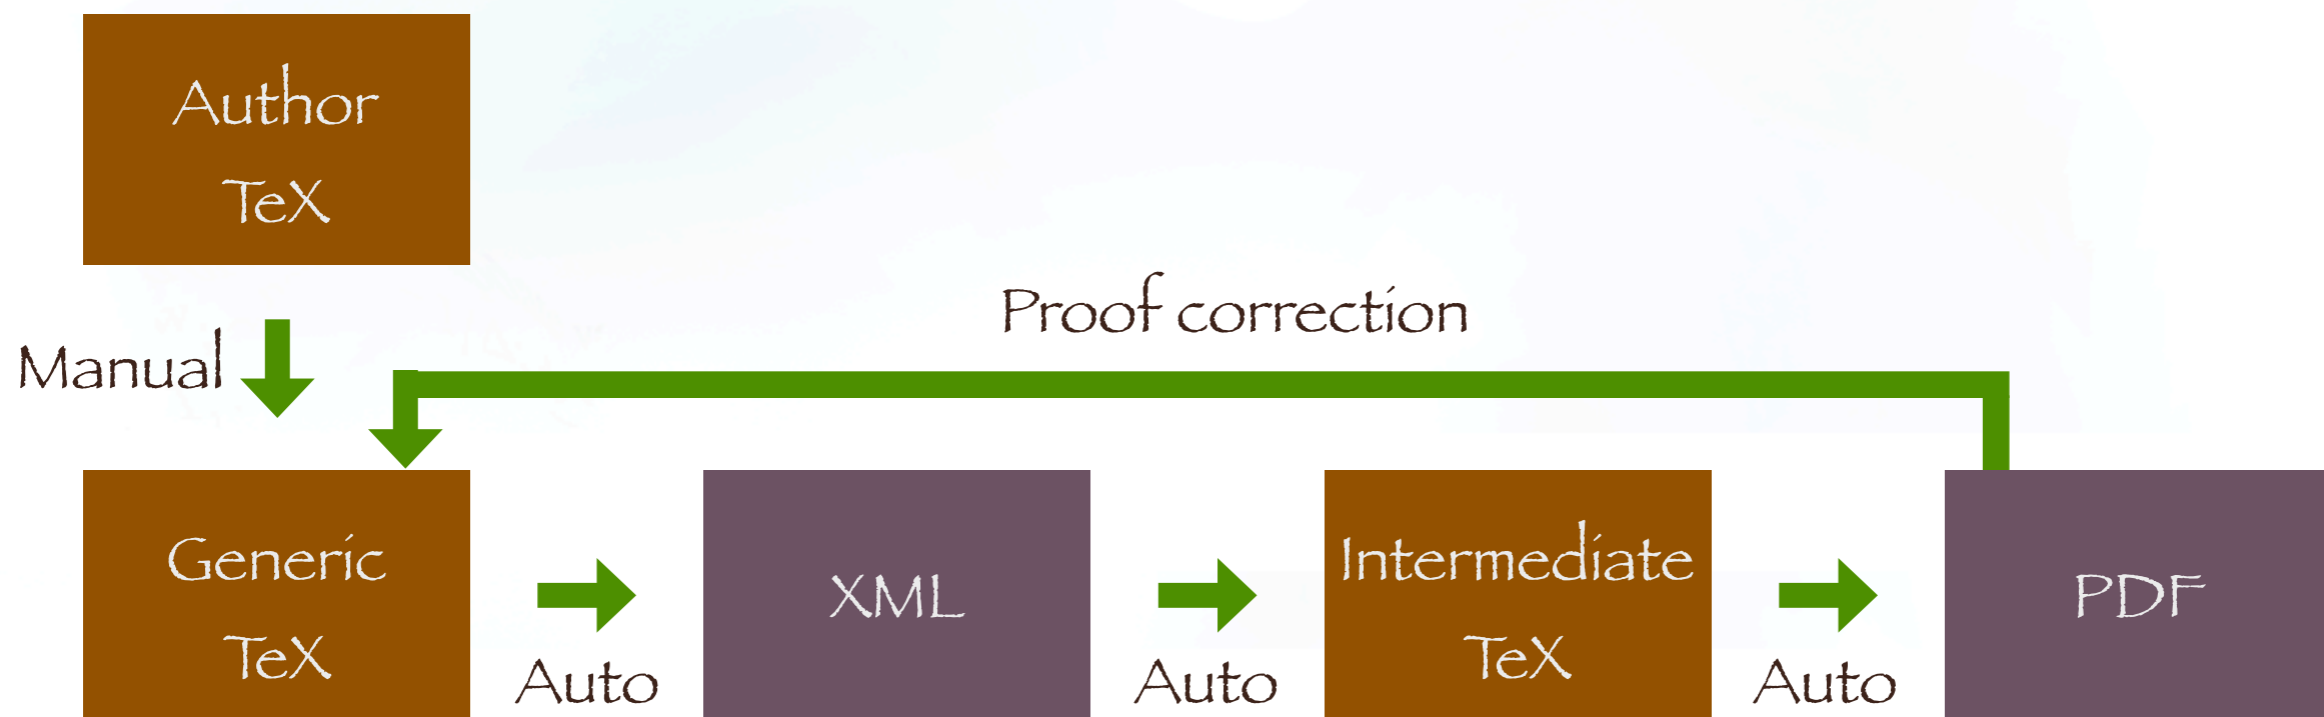 Author
TeX
Manual
Proof correction
Generic
TeX
Auto
XML
Auto
Intermediate
TeX
Auto
PDF